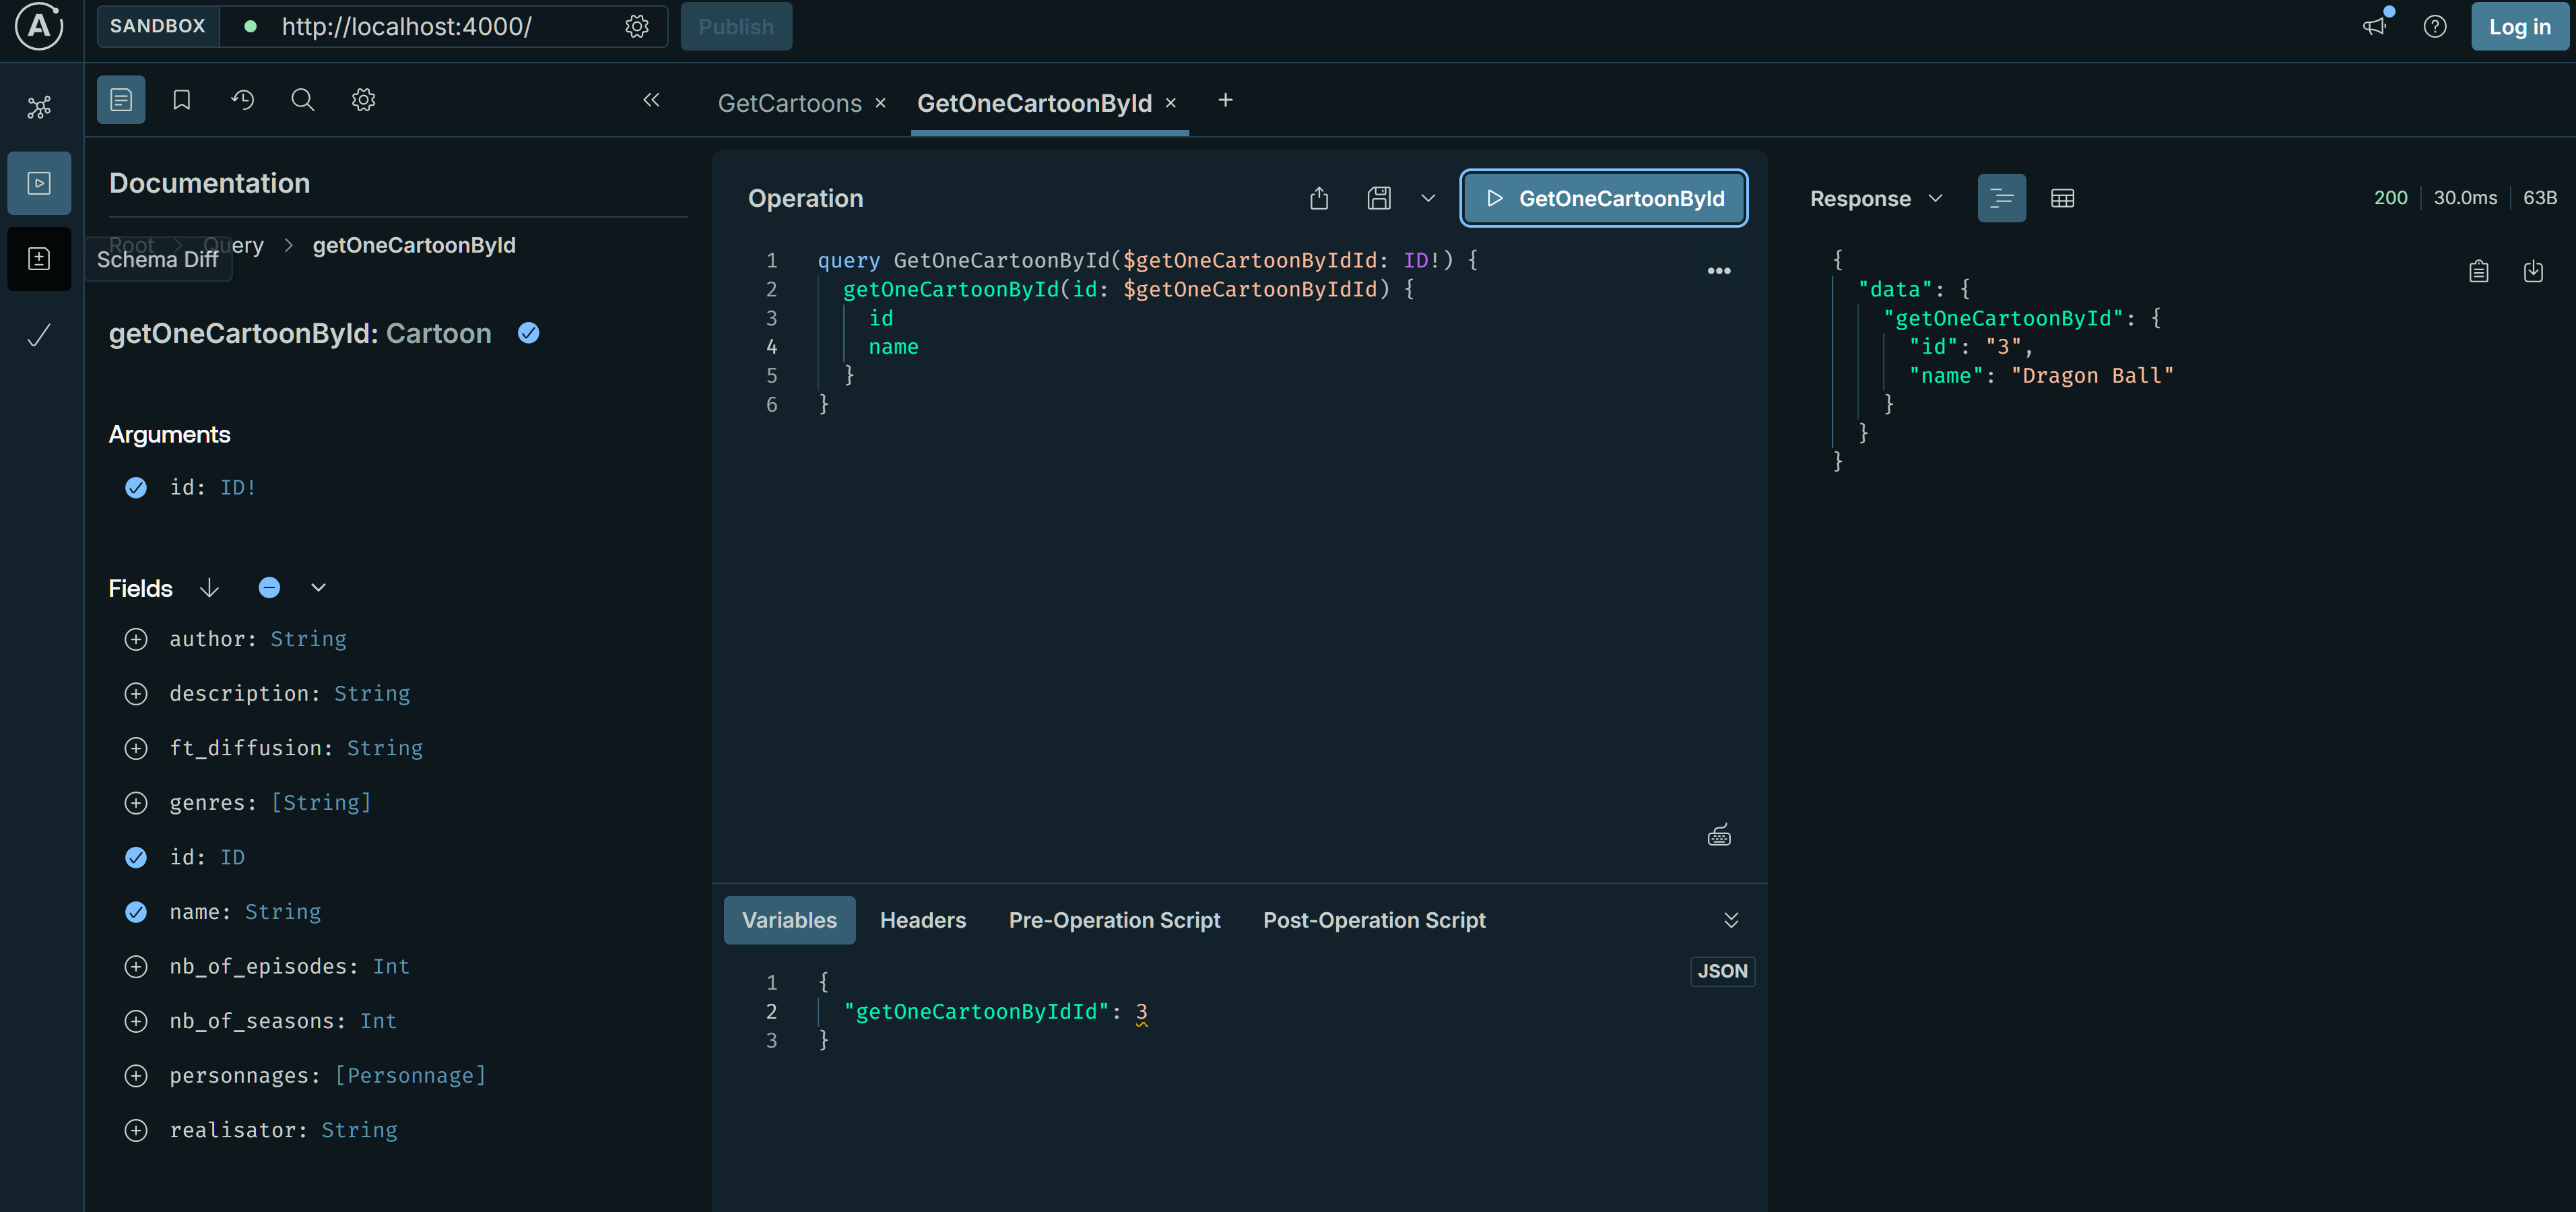 A
SANDBOX http://localhost:4000/ Publish Log in
GetCartoons × GetOneCartoonById × +
Documentation
Root > Query > getOneCartoonById
Schema Diff
getOneCartoonById: Cartoon
Arguments
id: ID!
Fields
author: String
description: String
ft_diffusion: String
genres: [String]
id: ID
name: String
nb_of_episodes: Int
nb_of_seasons: Int
personnages: [Personnage]
realisator: String
Operation GetOneCartoonById
1 query GetOneCartoonById($getOneCartoonByIdId: ID!) {
2 getOneCartoonById(id: $getOneCartoonByIdId) {
3 id
4 name
5 }
6 }
Variables Headers Pre-Operation Script Post-Operation Script
JSON
1 {
2 "getOneCartoonByIdId": 3
3 }
Response 200 30.0ms 63B
{
"data": {
"getOneCartoonById": {
"id": "3",
"name": "Dragon Ball"
}
}
}